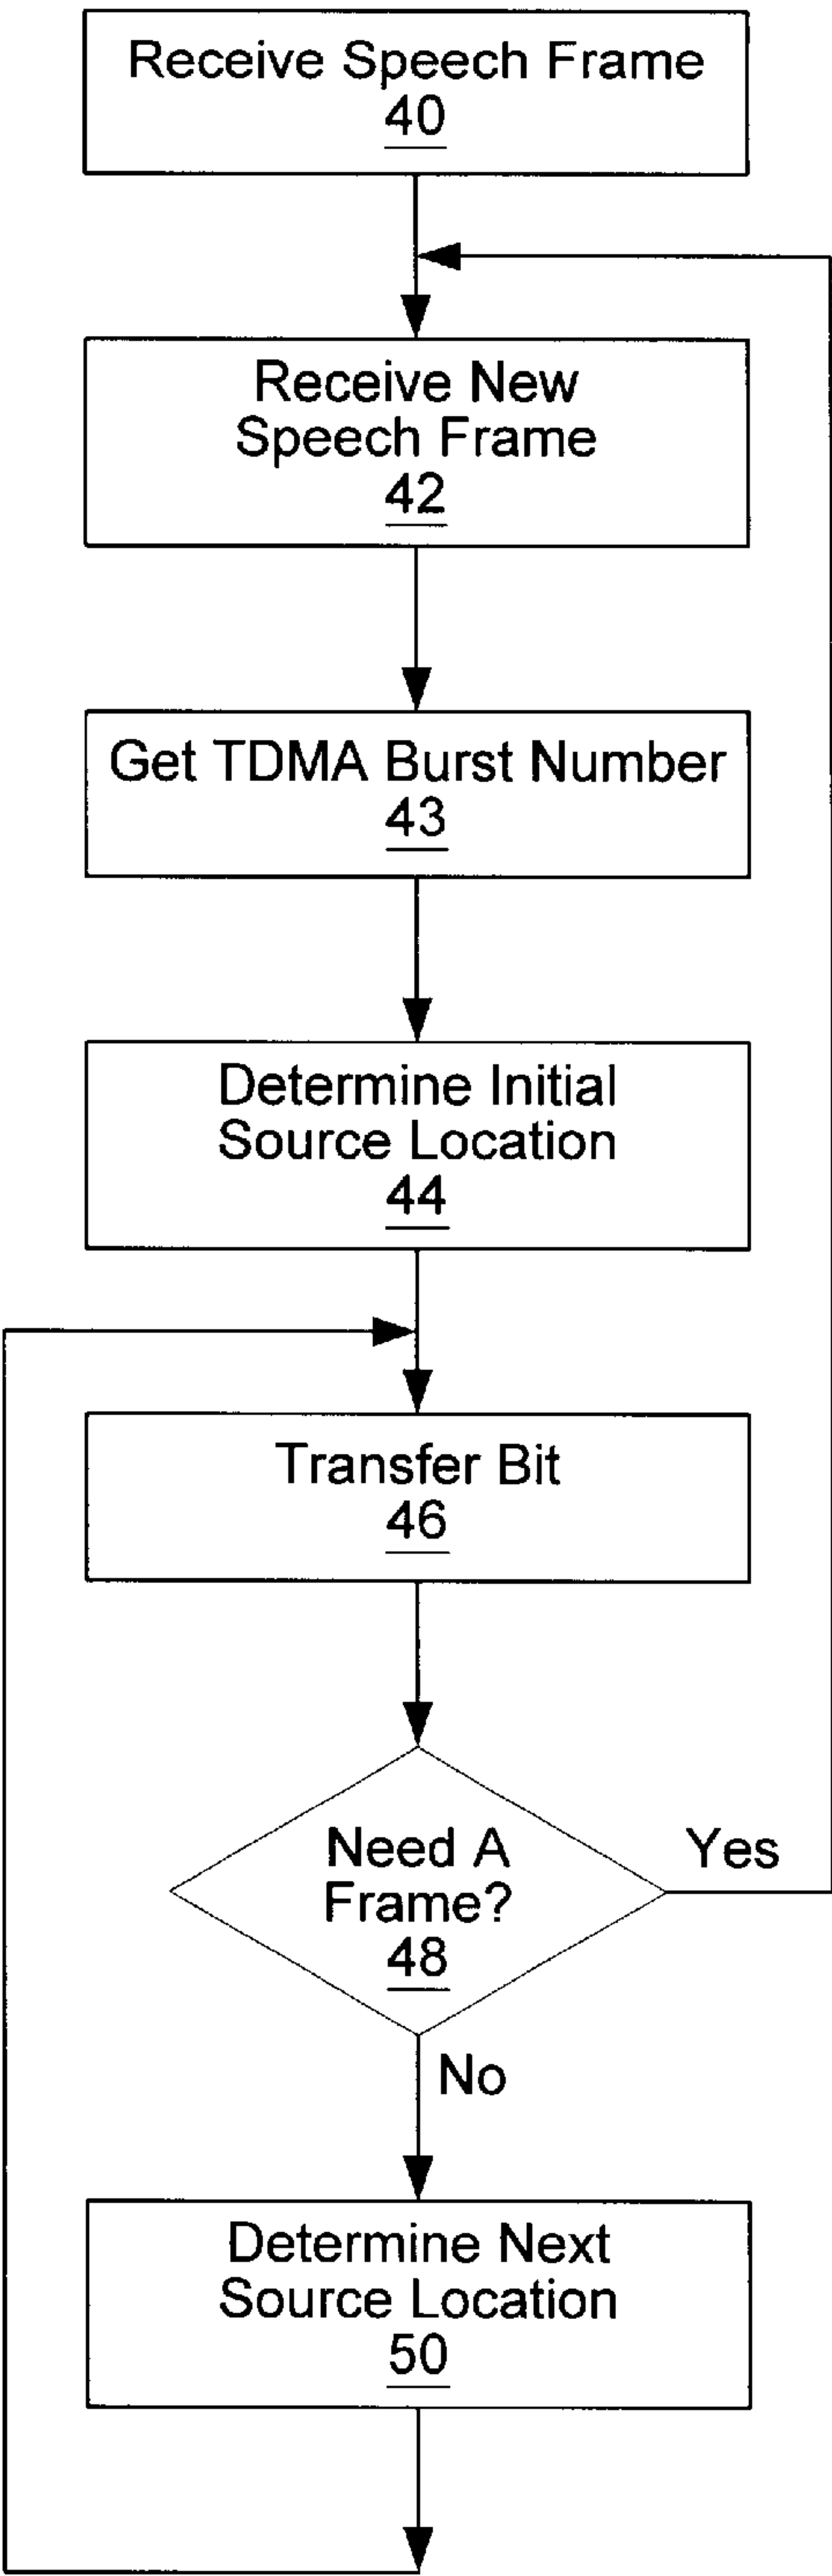 Receive Speech Frame
40
Receive New
Speech Frame
42
Get TDMA Burst Number
43
Determine Initial
Source Location
44
Transfer Bit
46
Need A
Frame?
48
Yes
No
Determine Next
Source Location
50